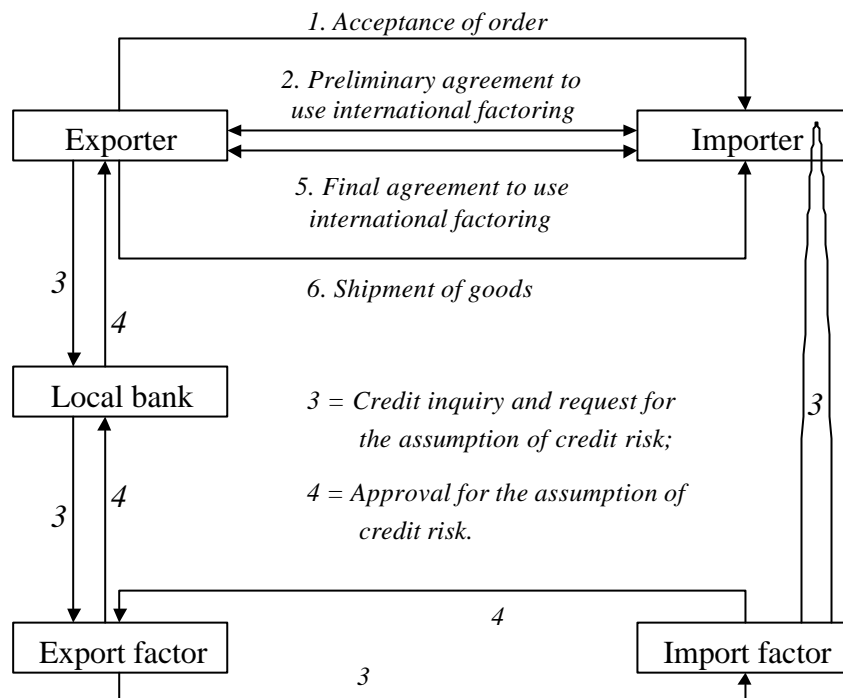 1. Acceptance of order
2. Preliminary agreement to
use international factoring
Exporter
Importer
5. Final agreement to use
international factoring
3
6. Shipment of goods
4
Local bank
3 = Credit inquiry and request for
the assumption of credit risk;
3
4 = Approval for the assumption of
credit risk.
3
4
4
Export factor
Import factor
3